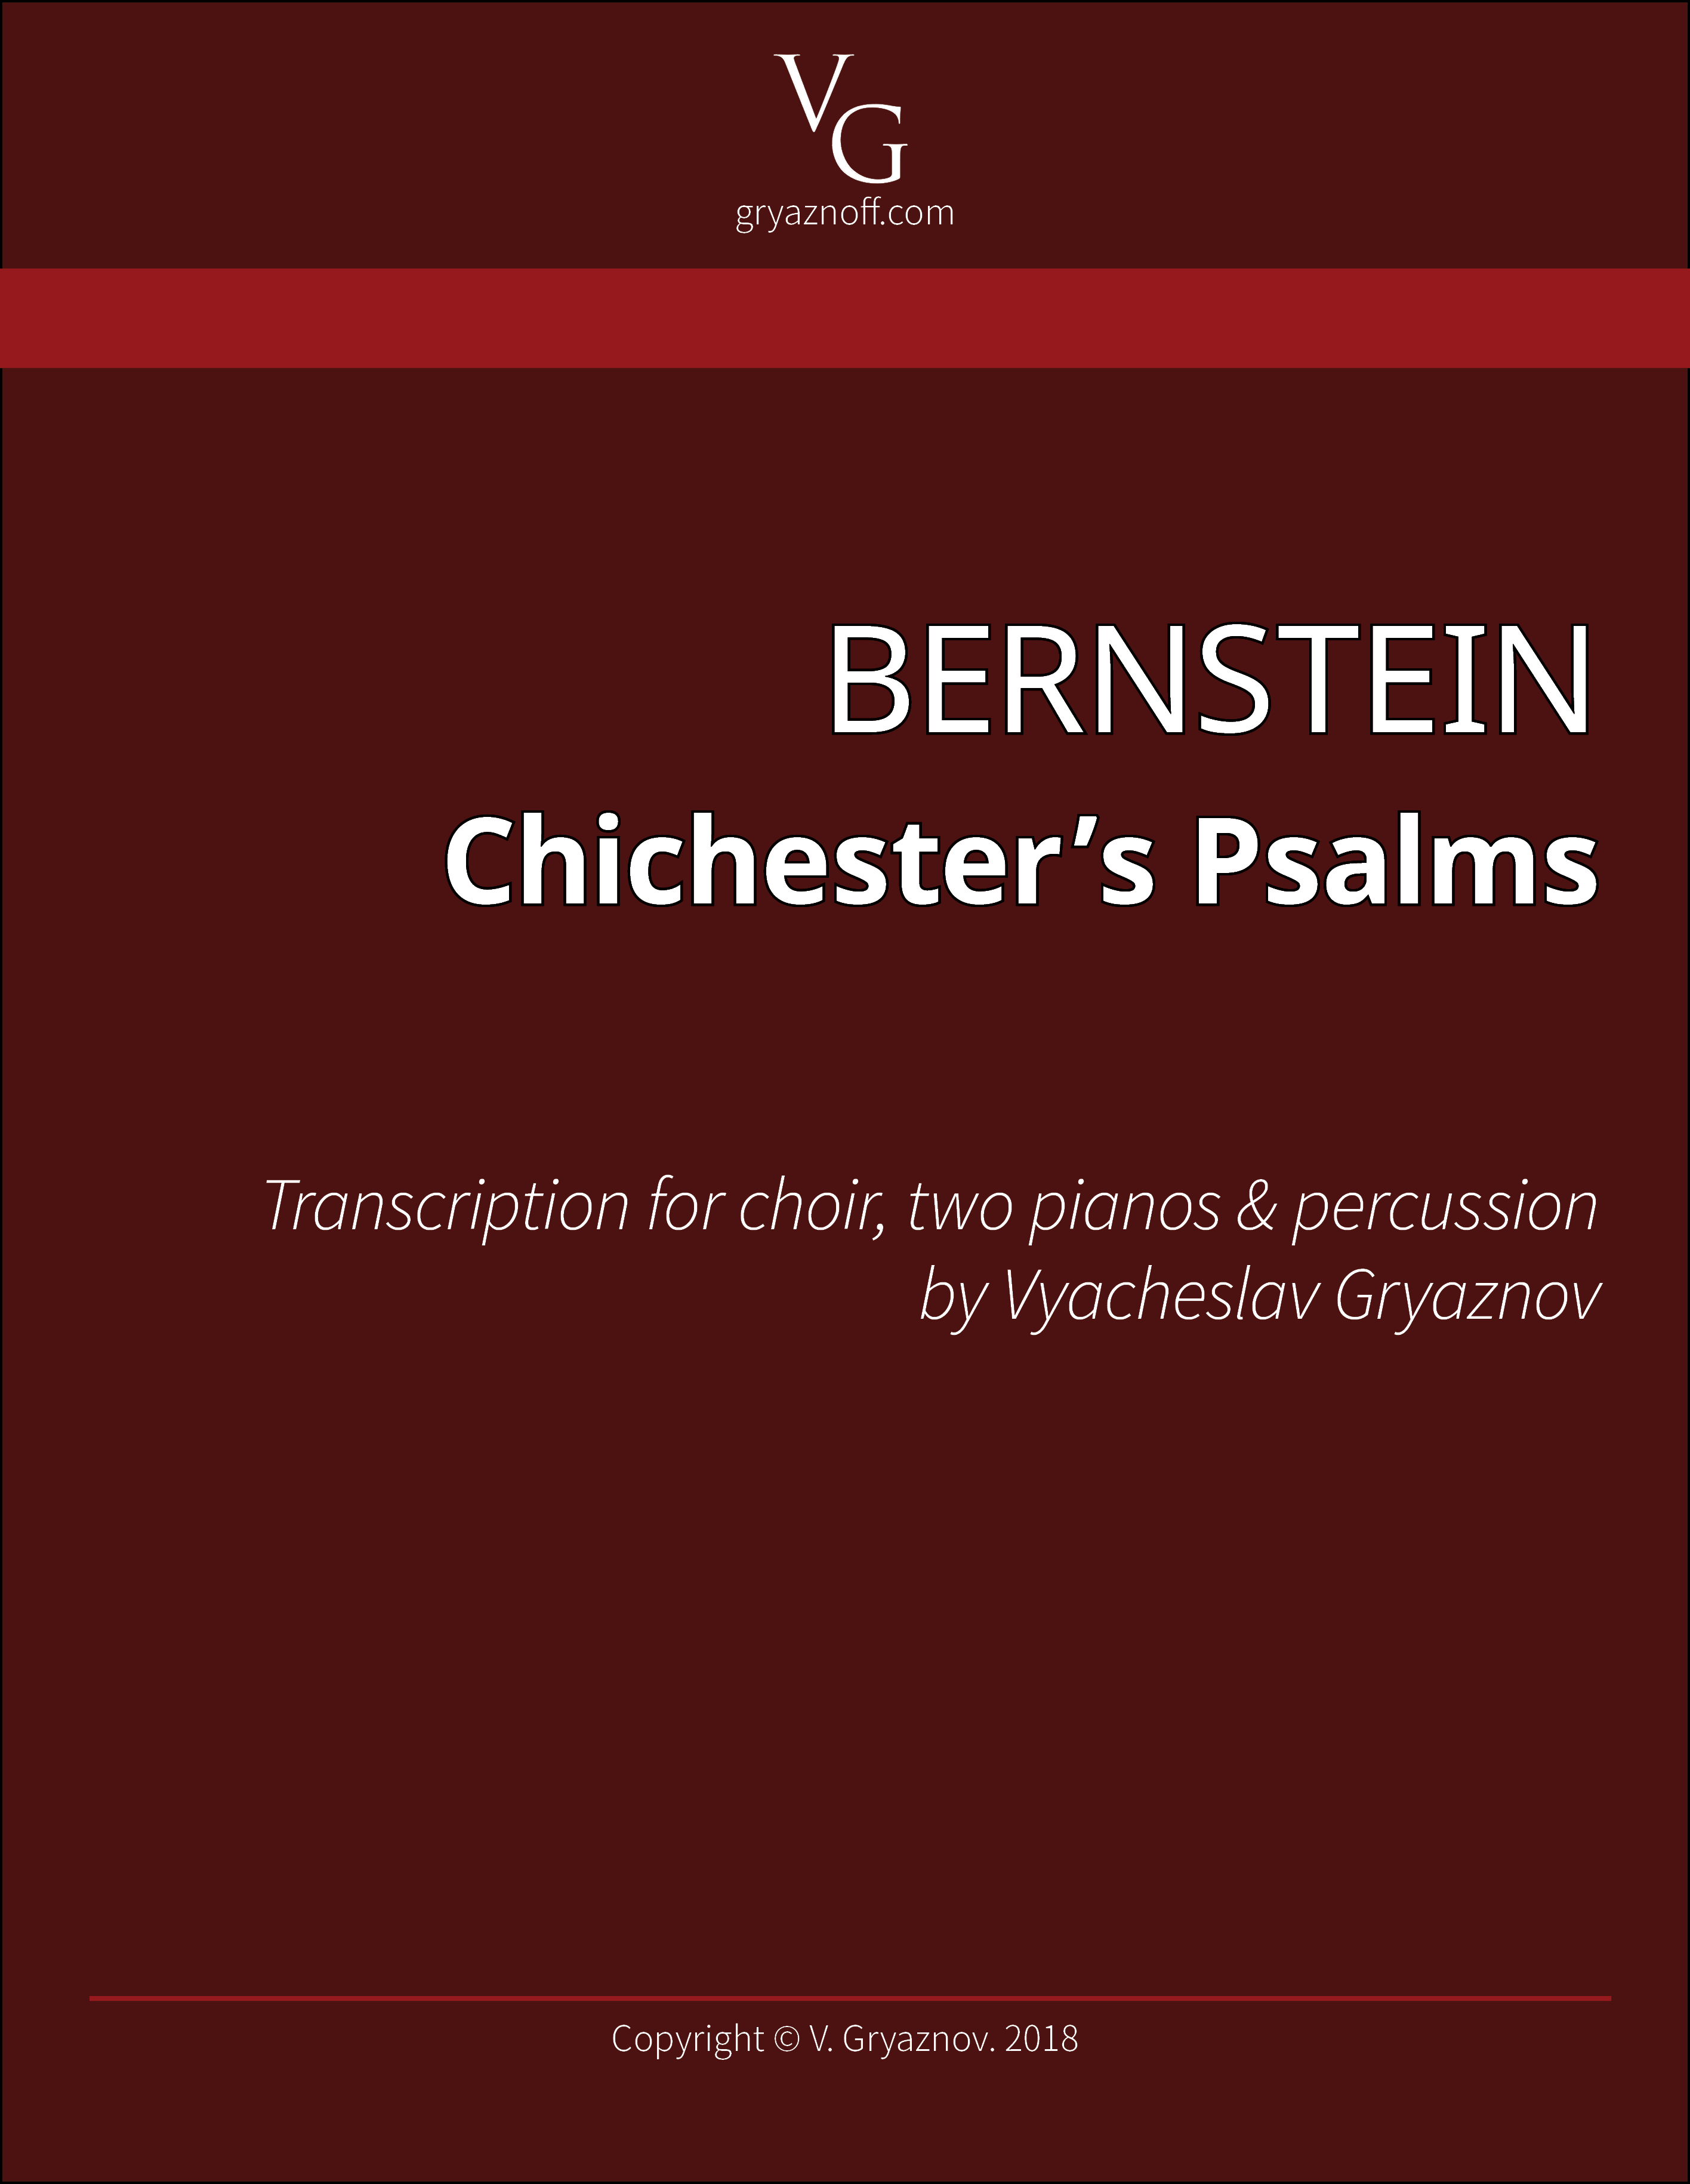 VG
gryaznoff.com
BERNSTEIN
Chichester’s Psalms
Transcription for choir, two pianos & percussion
by Vyacheslav Gryaznov
Copyright © V. Gryaznov. 2018